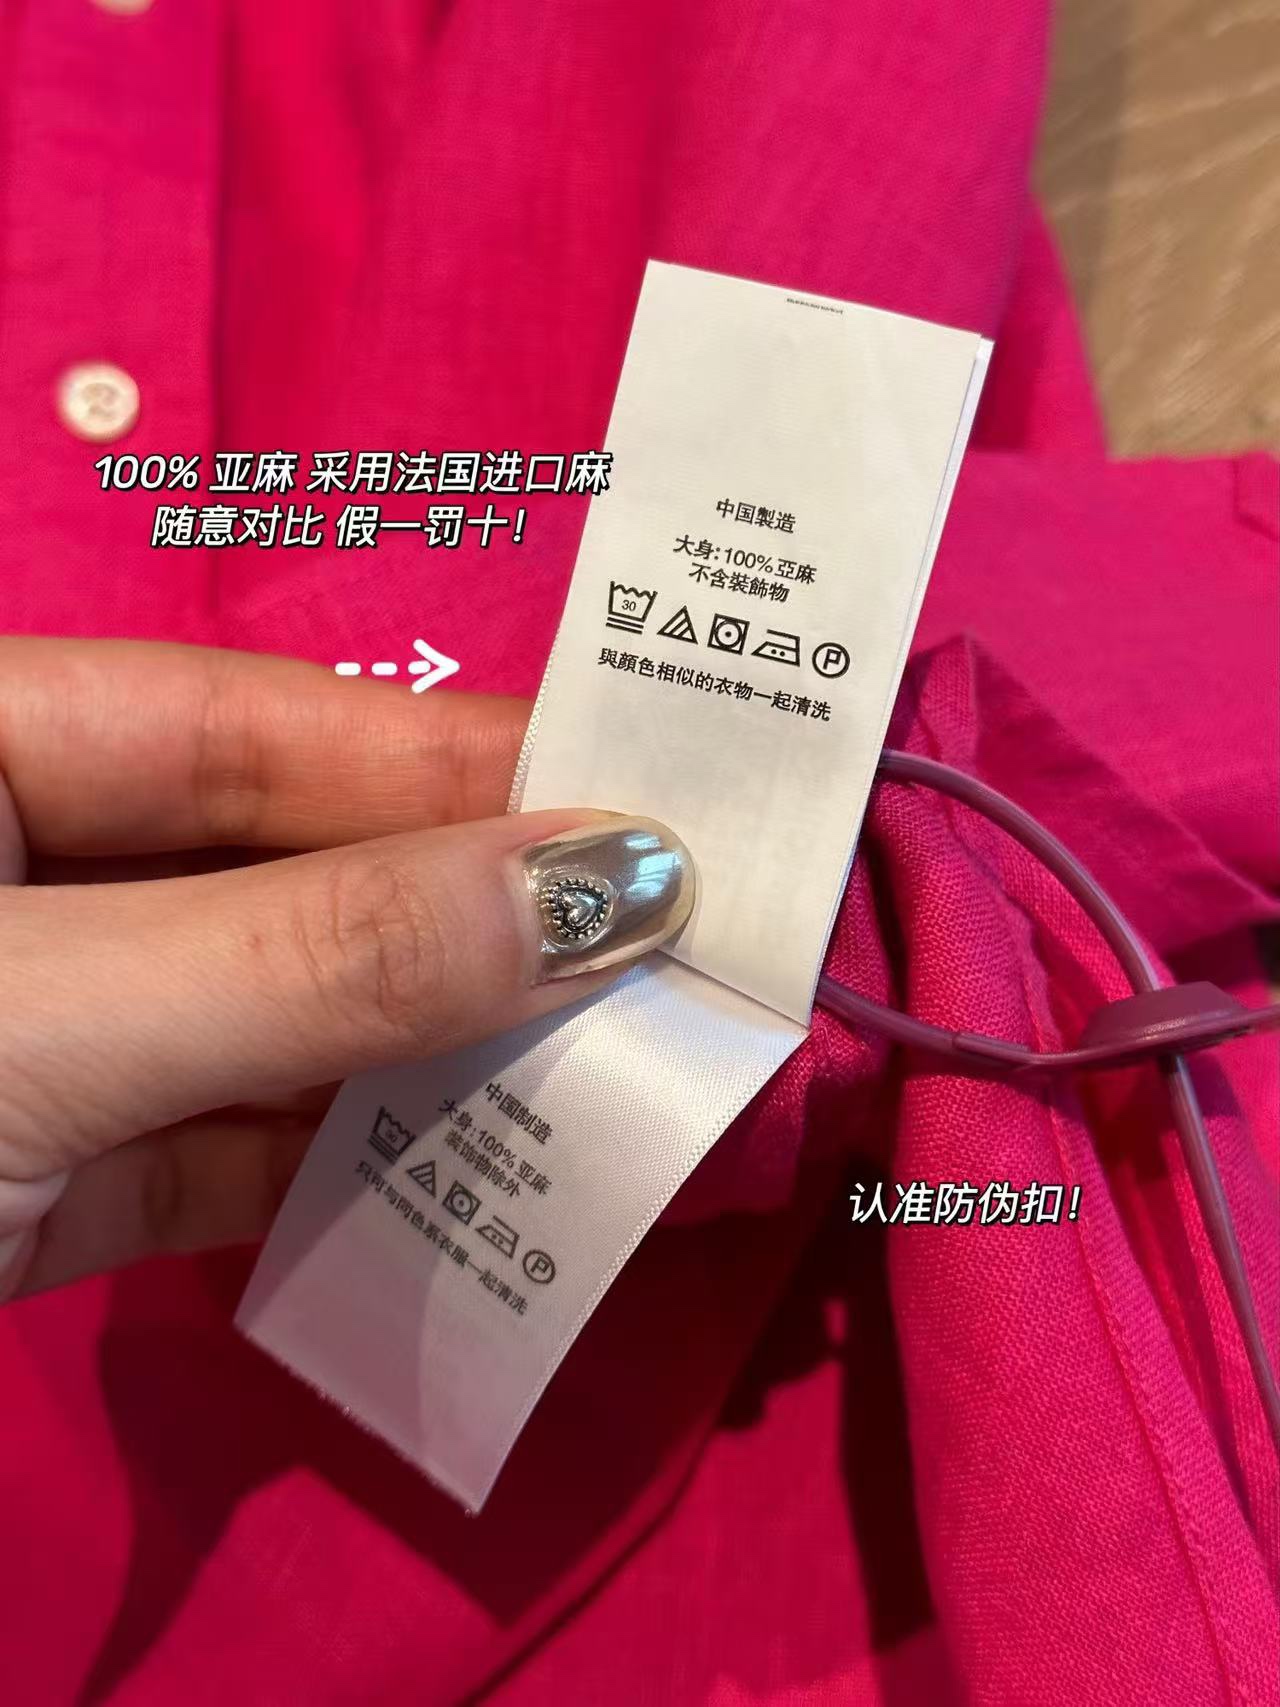 100% 亚麻 采用法国进口麻
随意对比 假一罚十！
中国製造
大身：100% 亞麻
不含裝飾物
30
P
與顏色相似的衣物一起清洗
中国制造
大身：100% 亚麻
装饰物除外
30
P
只可与同色系衣服一起清洗
认准防伪扣！